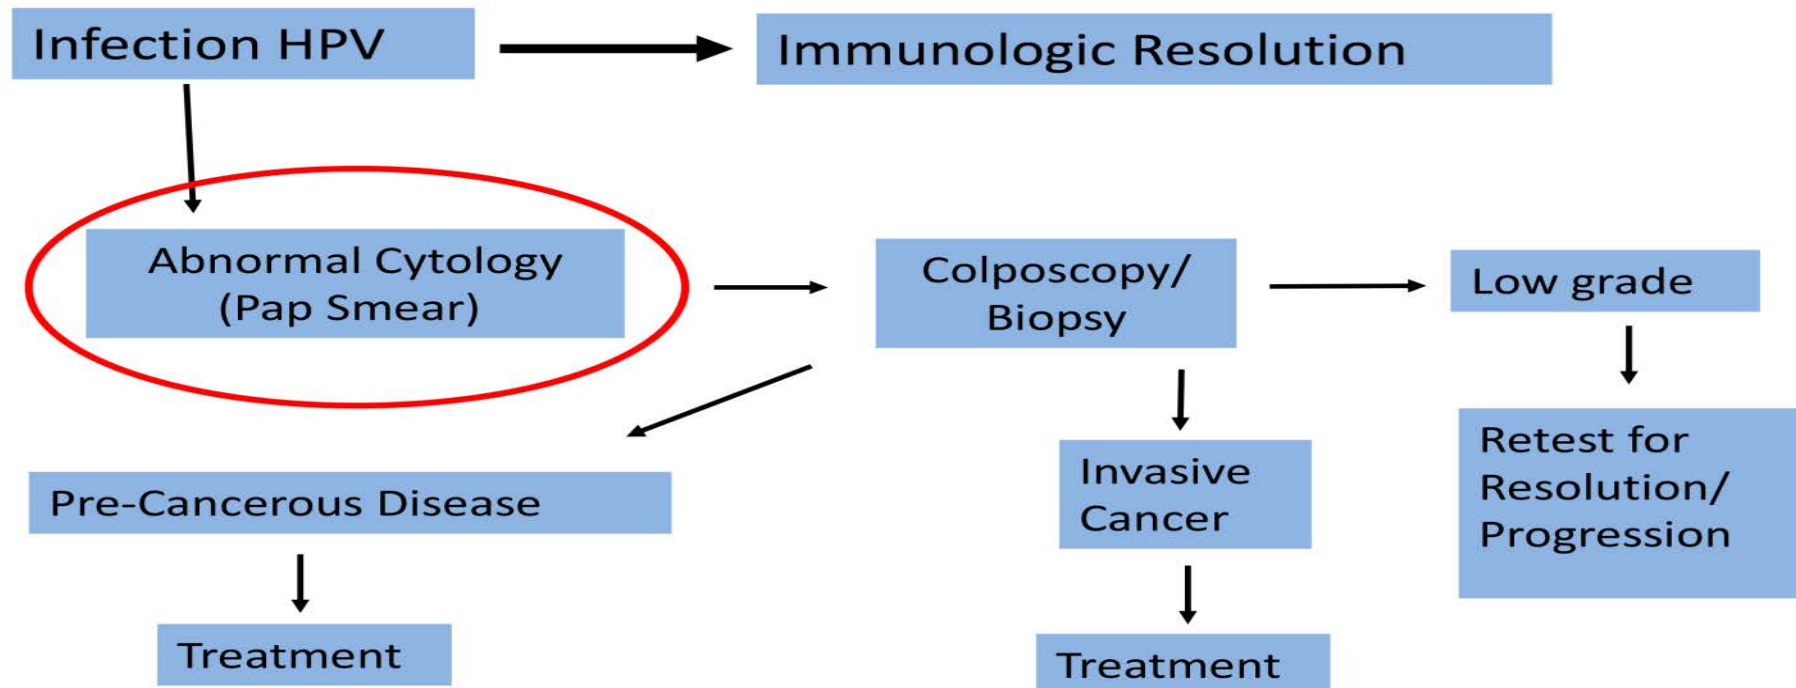 Infection HPV
Immunologic Resolution
Abnormal Cytology
(Pap Smear)
Colposcopy/
Biopsy
Low grade
Pre-Cancerous Disease
Invasive
Cancer
Retest for
Resolution/
Progression
Treatment
Treatment